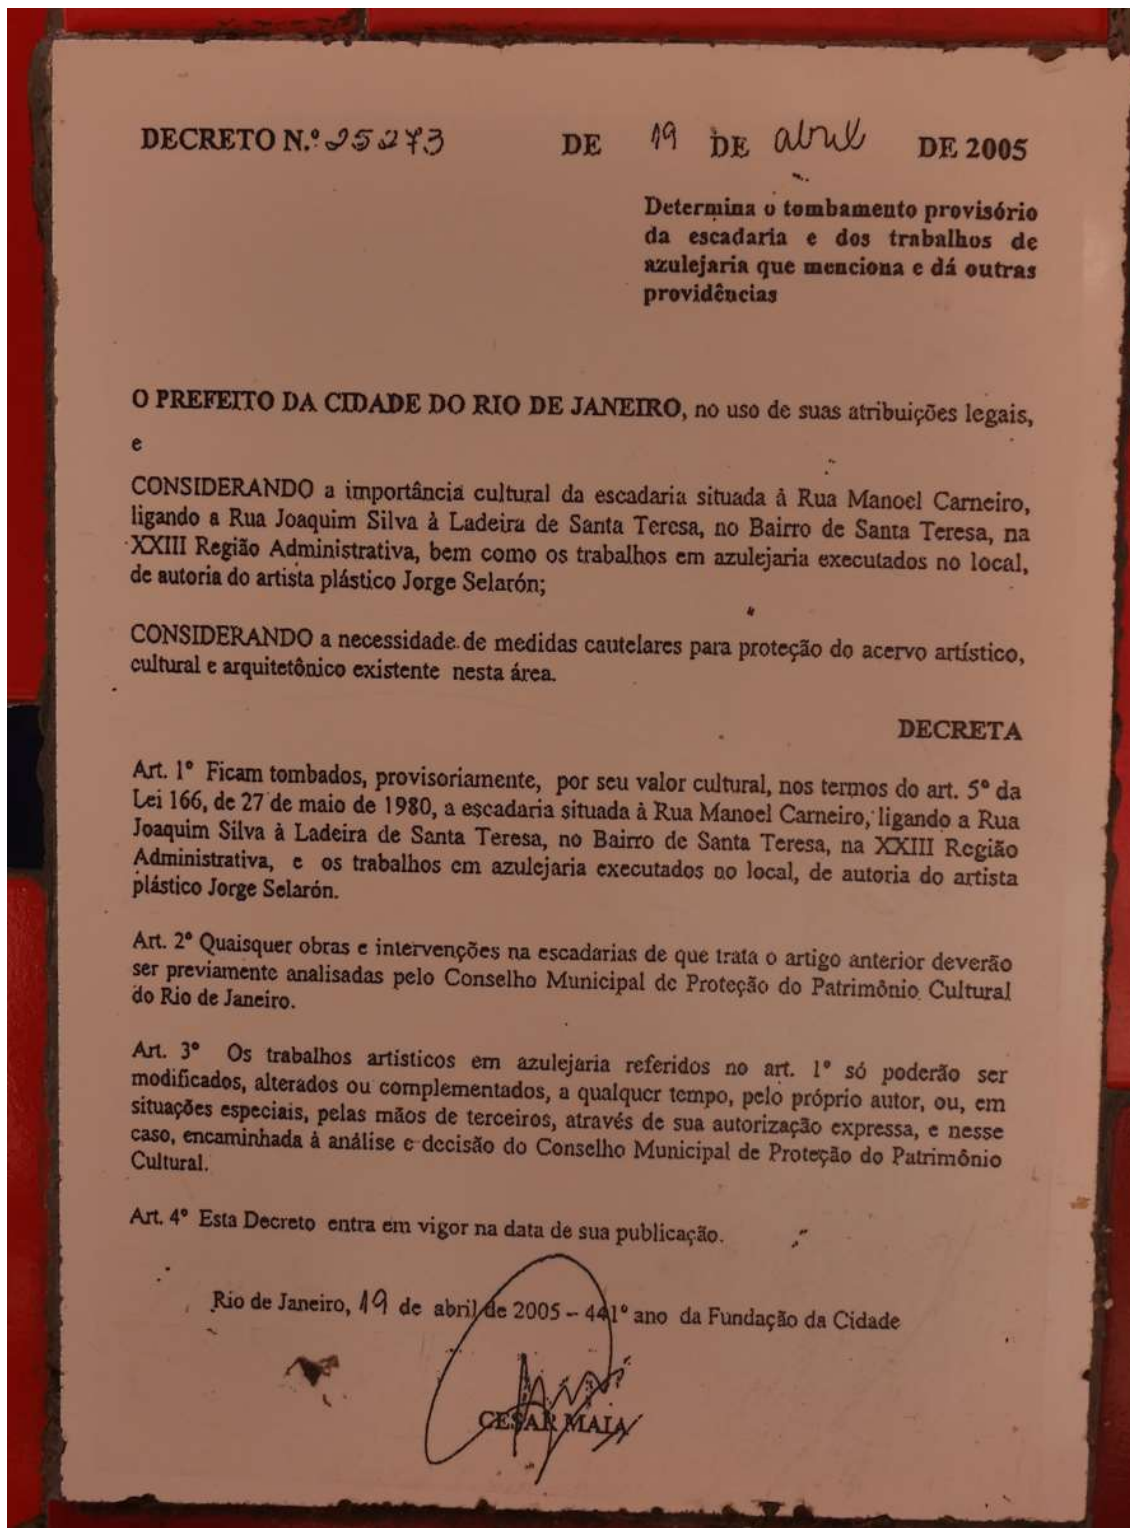 DECRETO N.º 25273 DE 19 DE abril DE 2005
Determina o tombamento provisório
da escadaria e dos trabalhos de
azulejaria que menciona e dá outras
providências
O PREFEITO DA CIDADE DO RIO DE JANEIRO, no uso de suas atribuições legais,
e
CONSIDERANDO a importância cultural da escadaria situada à Rua Manoel Carneiro,
ligando a Rua Joaquim Silva à Ladeira de Santa Teresa, no Bairro de Santa Teresa, na
XXIII Região Administrativa, bem como os trabalhos em azulejaria executados no local,
de autoria do artista plástico Jorge Selarón;
CONSIDERANDO a necessidade de medidas cautelares para proteção do acervo artístico,
cultural e arquitetônico existente nesta área.
DECRETA
Art. 1º Ficam tombados, provisoriamente, por seu valor cultural, nos termos do art. 5º da
Lei 166, de 27 de maio de 1980, a escadaria situada à Rua Manoel Carneiro, ligando a Rua
Joaquim Silva à Ladeira de Santa Teresa, no Bairro de Santa Teresa, na XXIII Região
Administrativa, e os trabalhos em azulejaria executados no local, de autoria do artista
plástico Jorge Selarón.
Art. 2º Quaisquer obras e intervenções na escadarias de que trata o artigo anterior deverão
ser previamente analisadas pelo Conselho Municipal de Proteção do Patrimônio Cultural
do Rio de Janeiro.
Art. 3º Os trabalhos artísticos em azulejaria referidos no art. 1º só poderão ser
modificados, alterados ou complementados, a qualquer tempo, pelo próprio autor, ou, em
situações especiais, pelas mãos de terceiros, através de sua autorização expressa, e nesse
caso, encaminhada à análise e decisão do Conselho Municipal de Proteção do Patrimônio
Cultural.
Art. 4º Esta Decreto entra em vigor na data de sua publicação.
Rio de Janeiro, 19 de abril de 2005 – 441º ano da Fundação da Cidade
CESAR MAIA